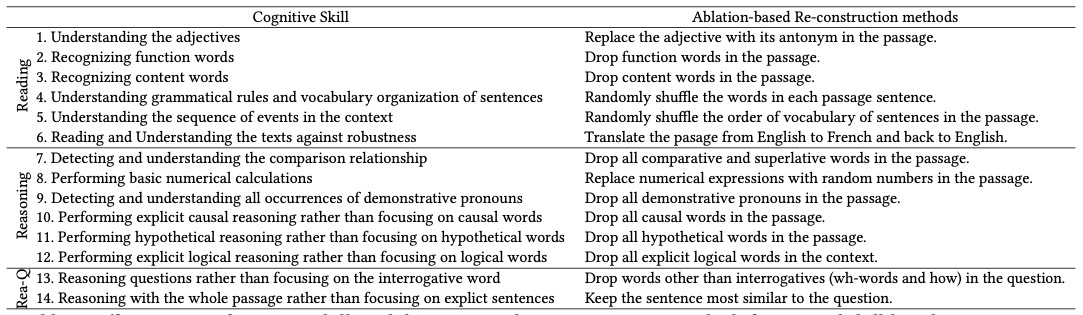 Cognitive Skill Ablation-based Re-construction methods
Reading
1. Understanding the adjectives Replace the adjective with its antonym in the passage.
2. Recognizing function words Drop function words in the passage.
3. Recognizing content words Drop content words in the passage.
4. Understanding grammatical rules and vocabulary organization of sentences Randomly shuffle the words in each passage sentence.
5. Understanding the sequence of events in the context Randomly shuffle the order of vocabulary of sentences in the passage.
6. Reading and Understanding the texts against robustness Translate the pasage from English to French and back to English.
Reasoning
7. Detecting and understanding the comparison relationship Drop all comparative and superlative words in the passage.
8. Performing basic numerical calculations Replace numerical expressions with random numbers in the passage.
9. Detecting and understanding all occurrences of demonstrative pronouns Drop all demonstrative pronouns in the passage.
10. Performing explicit causal reasoning rather than focusing on causal words Drop all causal words in the passage.
11. Performing hypothetical reasoning rather than focusing on hypothetical words Drop all hypothetical words in the passage.
12. Performing explicit logical reasoning rather than focusing on logical words Drop all explicit logical words in the context.
Rea-Q
13. Reasoning questions rather than focusing on the interrogative word Drop words other than interrogatives (wh-words and how) in the question.
14. Reasoning with the whole passage rather than focusing on explict sentences Keep the sentence most similar to the question.